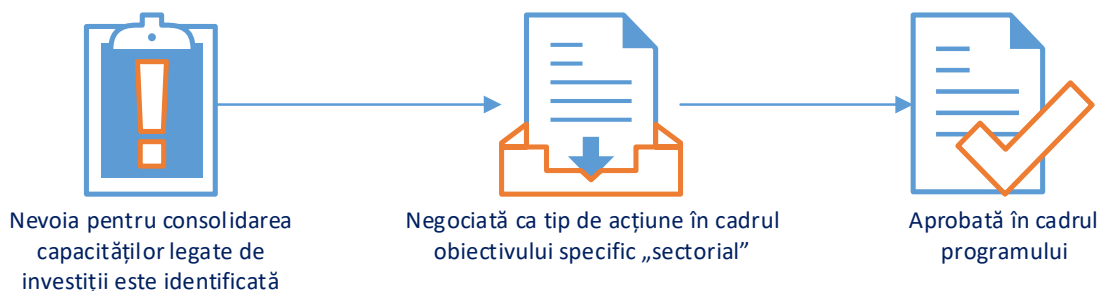 Nevoia pentru consolidarea
capacităților legate de
investiții este identificată
Negociată ca tip de acțiune în cadrul
obiectivului specific „sectorial”
Aprobată în cadrul
programului